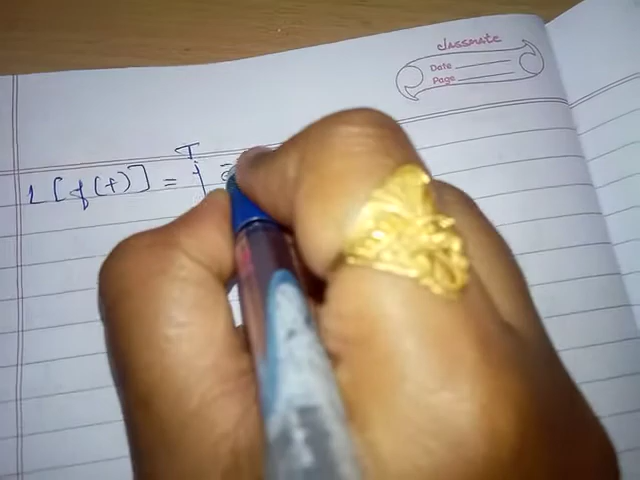 classmate
Date
Page
L[f(t)] = ∫ T